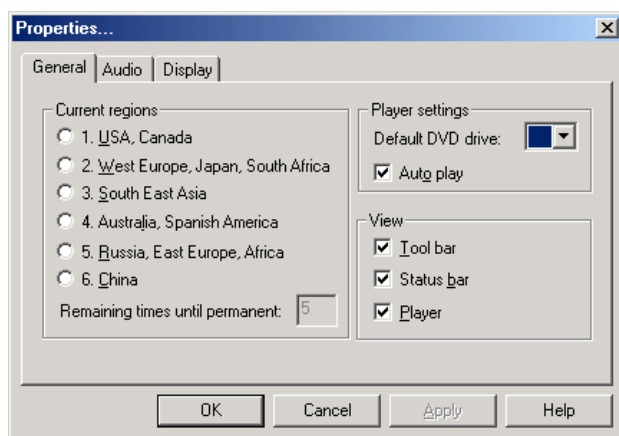 Properties...
General Audio Display
Current regions
1. USA, Canada
2. West Europe, Japan, South Africa
3. South East Asia
4. Australia, Spanish America
5. Russia, East Europe, Africa
6. China
Remaining times until permanent: 5
Player settings
Default DVD drive:
Auto play
View
Tool bar
Status bar
Player
OK Cancel Apply Help